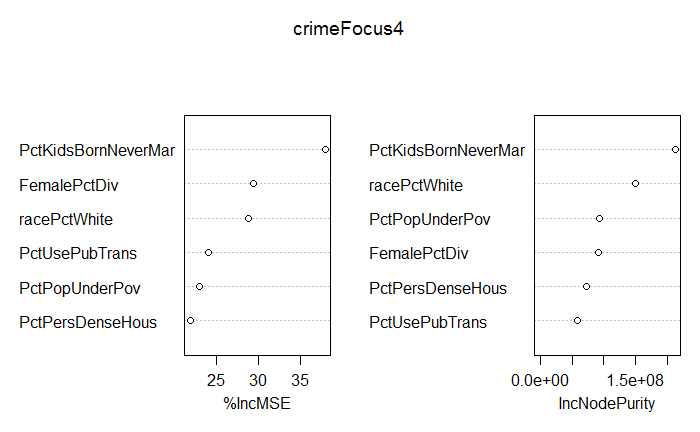 crimeFocus4
PctKidsBornNeverMar
FemalePctDiv
racePctWhite
PctUsePubTrans
PctPopUnderPov
PctPersDenseHous
25 30 35
%IncMSE
PctKidsBornNeverMar
racePctWhite
PctPopUnderPov
FemalePctDiv
PctPersDenseHous
PctUsePubTrans
0.0e+00 1.5e+08
IncNodePurity